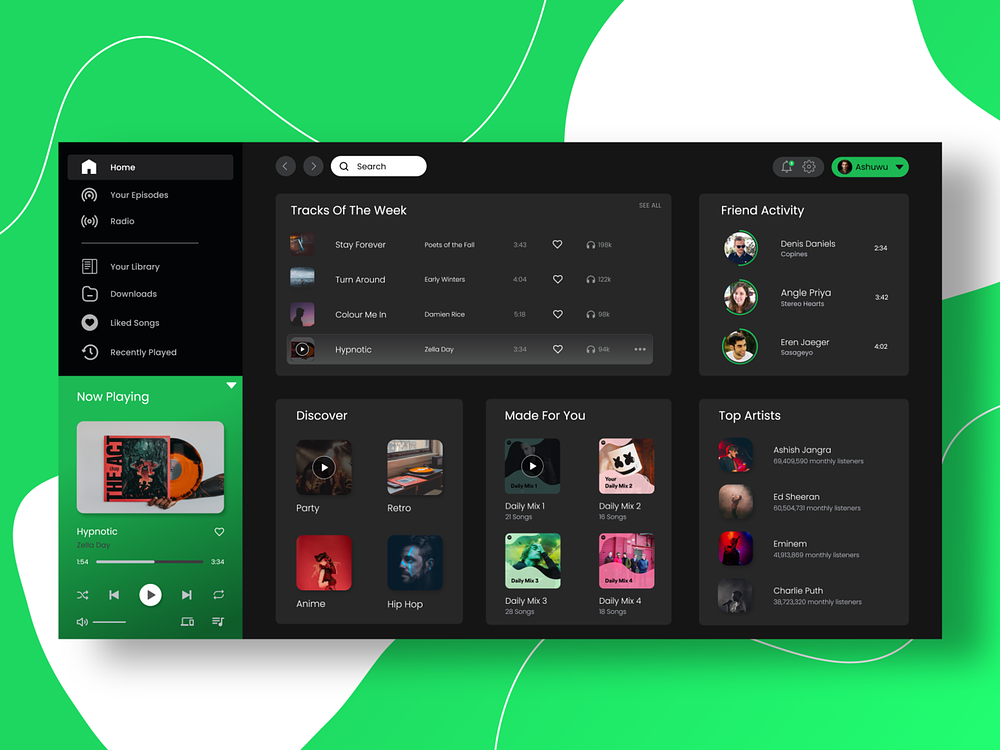 Home
Your Episodes
Radio
Your Library
Downloads
Liked Songs
Recently Played
Now Playing
THE ACT
Hypnotic
Zella Day
1:54
3:34
Search
Ashuwu
Tracks Of The Week
SEE ALL
Stay Forever Poets of the Fall 3:43 198k
Turn Around Early Winters 4:04 122k
Colour Me In Damien Rice 5:18 98k
Hypnotic Zella Day 3:34 94k
Friend Activity
Denis Daniels
Copines
2:34
Angle Priya
Stereo Hearts
3:42
Eren Jaeger
Sasageyo
4:02
Discover
Party
Retro
Anime
Hip Hop
Made For You
Daily Mix 1
Daily Mix 1
21 Songs
Your
Daily Mix 2
Daily Mix 2
16 Songs
Daily Mix 3
Daily Mix 3
28 Songs
Daily Mix 4
Daily Mix 4
18 Songs
Top Artists
Ashish Jangra
69,409,590 monthly listeners
Ed Sheeran
60,504,731 monthly listeners
Eminem
41,913,869 monthly listeners
Charlie Puth
38,723,320 monthly listeners